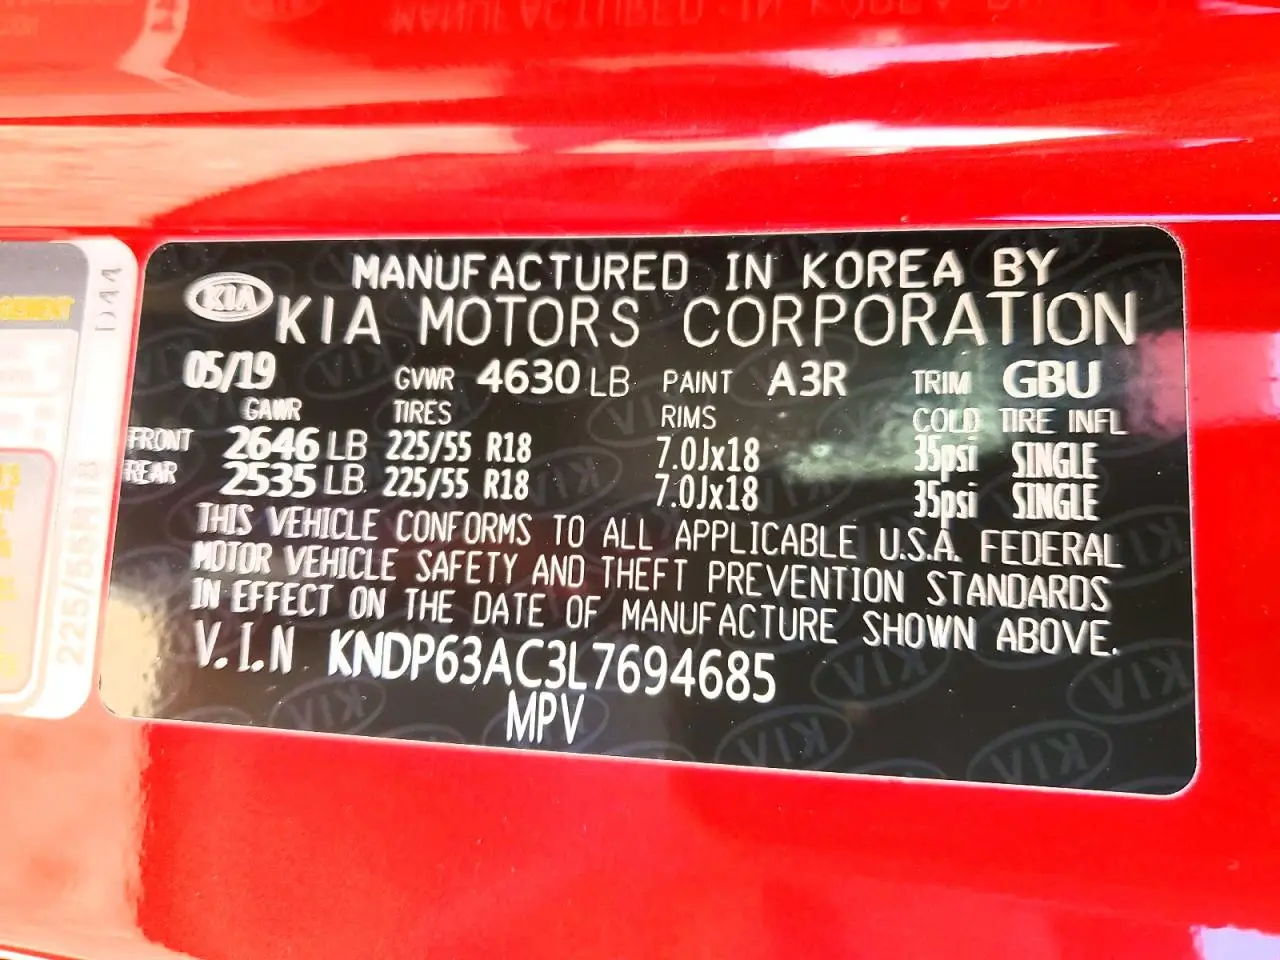 MANUFACTURED IN KOREA BY
KIA
KIA MOTORS CORPORATION
05/19 GVWR 4630 LB PAINT A3R TRIM GBU
GAWR TIRES RIMS COLD TIRE INFL
FRONT 2646 LB 225/55 R18 7.0Jx18 35psi SINGLE
REAR 2535 LB 225/55 R18 7.0Jx18 35psi SINGLE
THIS VEHICLE CONFORMS TO ALL APPLICABLE U.S.A. FEDERAL
MOTOR VEHICLE SAFETY AND THEFT PREVENTION STANDARDS
IN EFFECT ON THE DATE OF MANUFACTURE SHOWN ABOVE.
V.I.N KNDP63AC3L7694685
MPV
D44
225/55R18